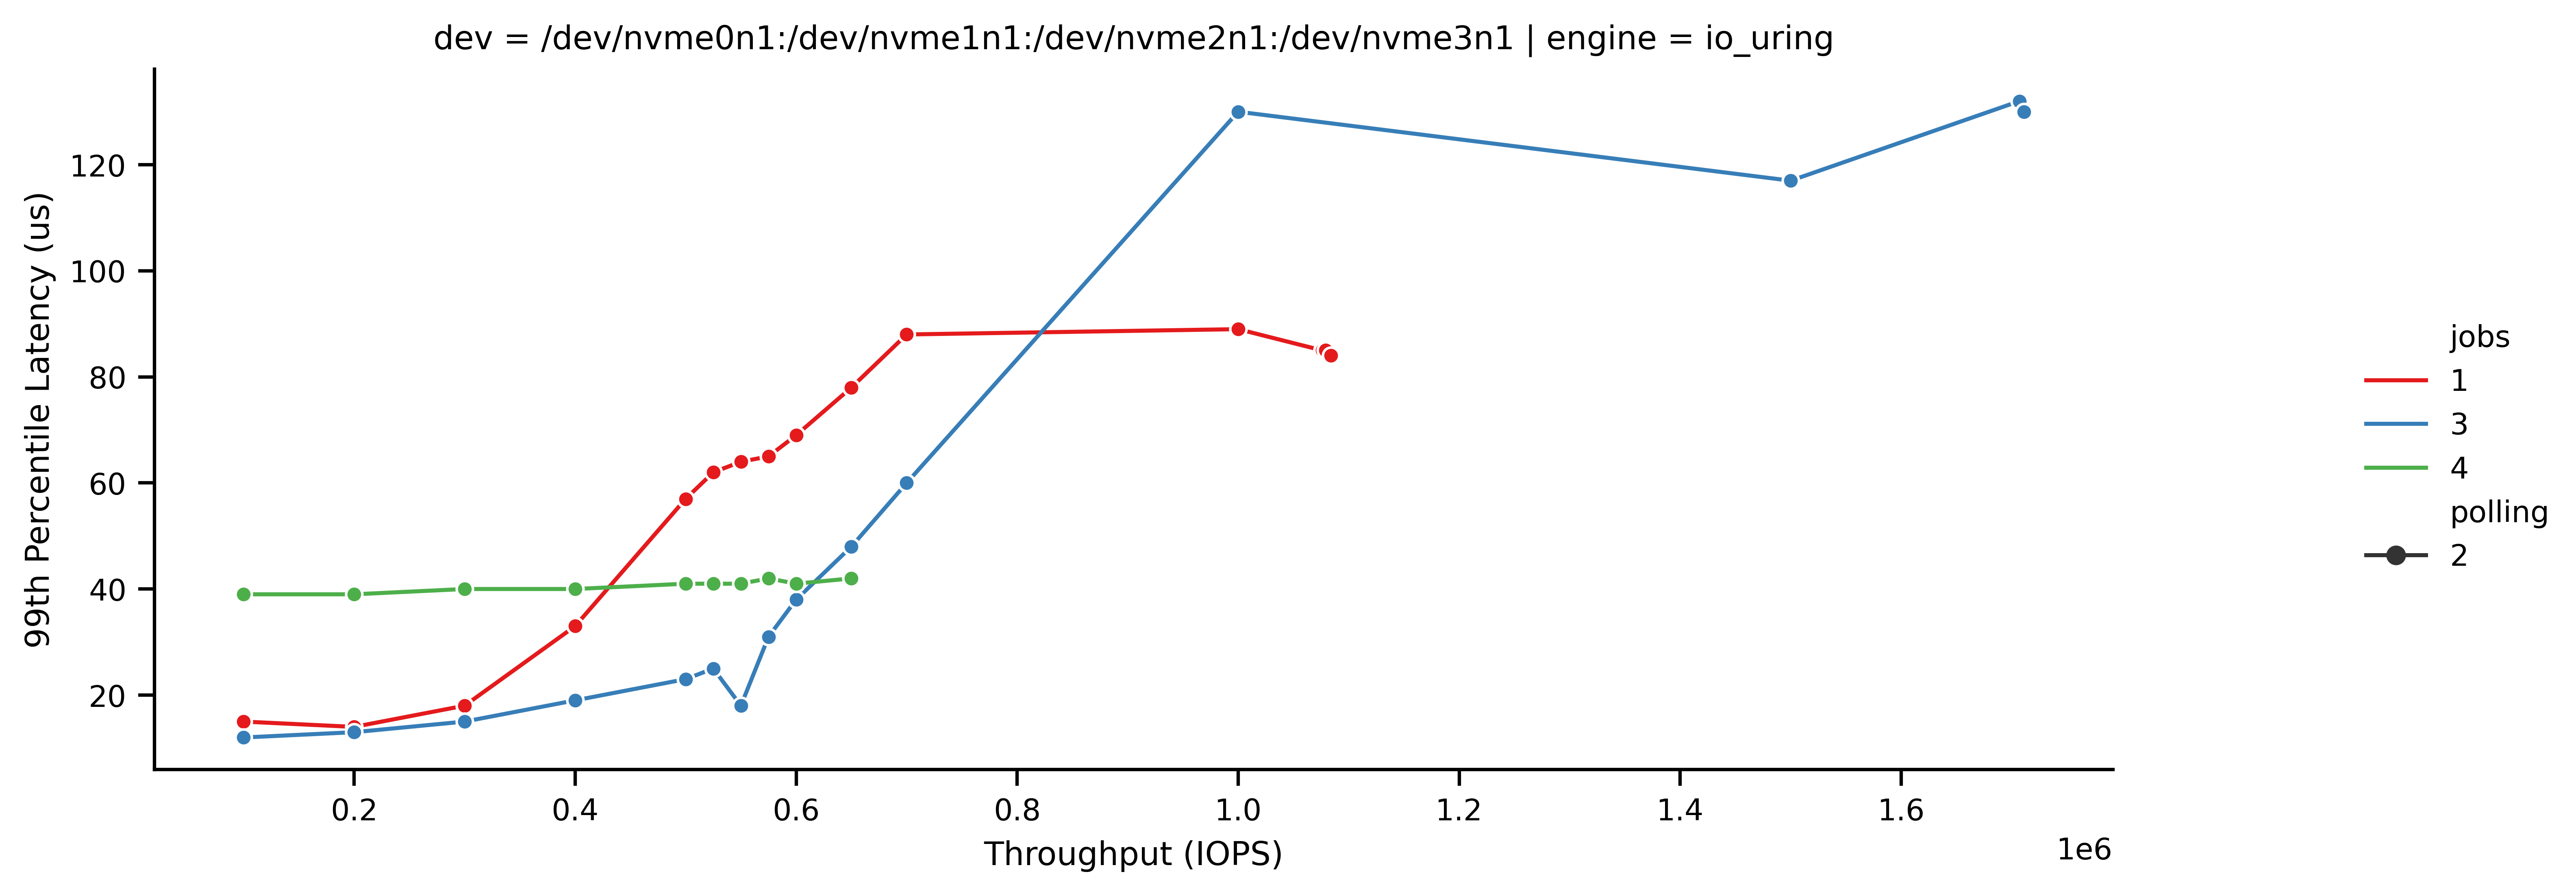 dev = /dev/nvme0n1:/dev/nvme1n1:/dev/nvme2n1:/dev/nvme3n1 | engine = io_uring
99th Percentile Latency (us)
120
100
80
60
40
20
0.2 0.4 0.6 0.8 1.0 1.2 1.4 1.6
1e6
Throughput (IOPS)
jobs
1
3
4
polling
2